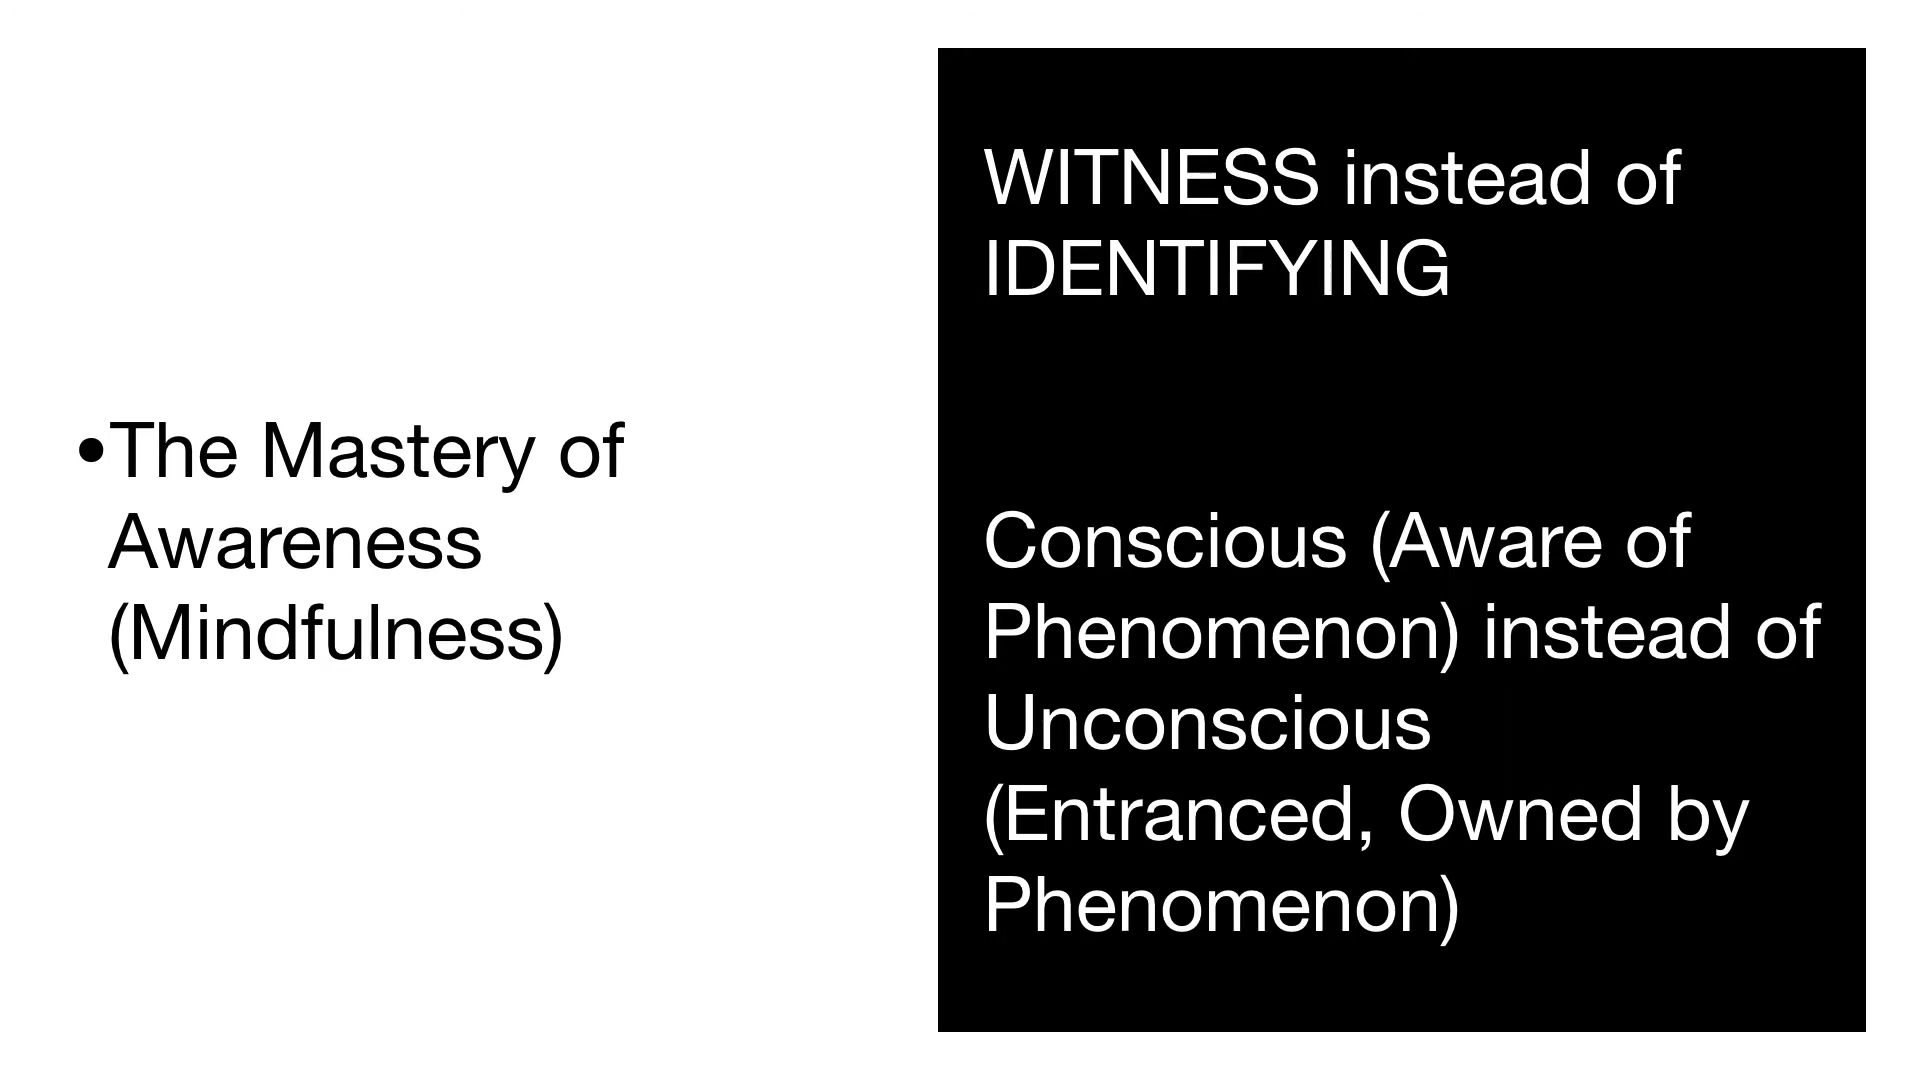 •The Mastery of
Awareness
(Mindfulness)
WITNESS instead of
IDENTIFYING
Conscious (Aware of
Phenomenon) instead of
Unconscious
(Entranced, Owned by
Phenomenon)